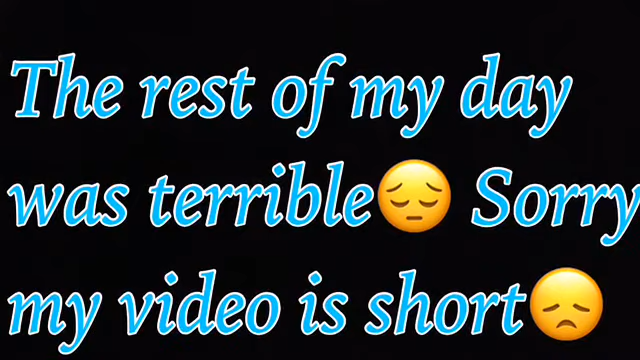 The rest of my day
was terrible😔 Sorry
my video is short😞